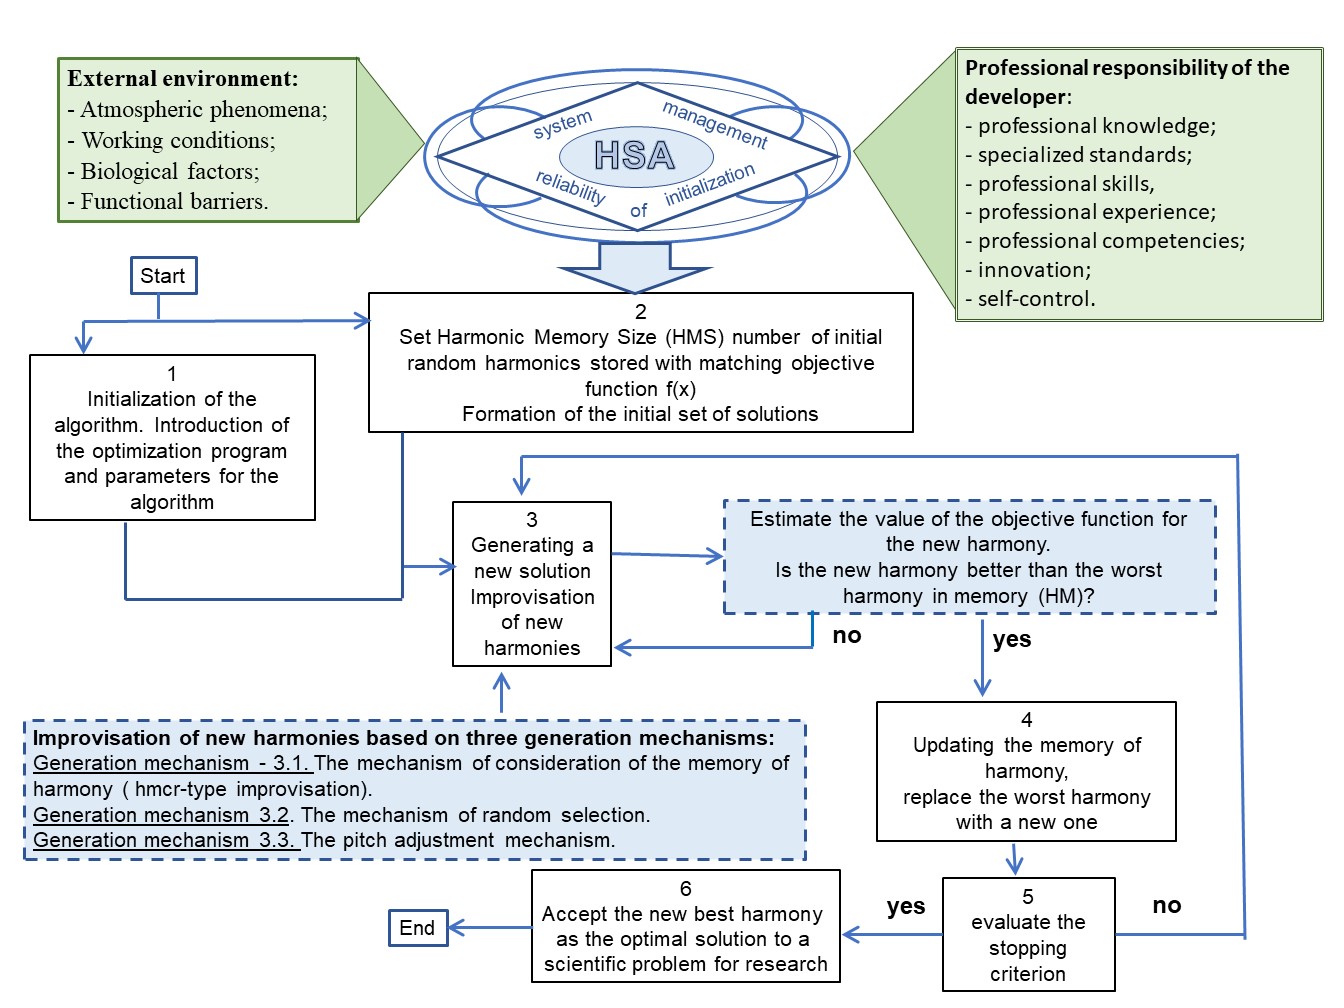 External environment:
- Atmospheric phenomena;
- Working conditions;
- Biological factors;
- Functional barriers.
system
management
HSA
reliability
of
initialization
Professional responsibility of the
developer:
- professional knowledge;
- specialized standards;
- professional skills,
- professional experience;
- professional competencies;
- innovation;
- self-control.
Start
1
Initialization of the
algorithm. Introduction of
the optimization program
and parameters for the
algorithm
2
Set Harmonic Memory Size (HMS) number of initial
random harmonics stored with matching objective
function f(x)
Formation of the initial set of solutions
3
Generating a
new solution
Improvisation
of new
harmonies
Estimate the value of the objective function for
the new harmony.
Is the new harmony better than the worst
harmony in memory (HM)?
no
yes
Improvisation of new harmonies based on three generation mechanisms:
Generation mechanism - 3.1. The mechanism of consideration of the memory of
harmony ( hmcr-type improvisation).
Generation mechanism 3.2. The mechanism of random selection.
Generation mechanism 3.3. The pitch adjustment mechanism.
4
Updating the memory of
harmony,
replace the worst harmony
with a new one
5
evaluate the
stopping
criterion
yes
no
6
Accept the new best harmony
as the optimal solution to a
scientific problem for research
End